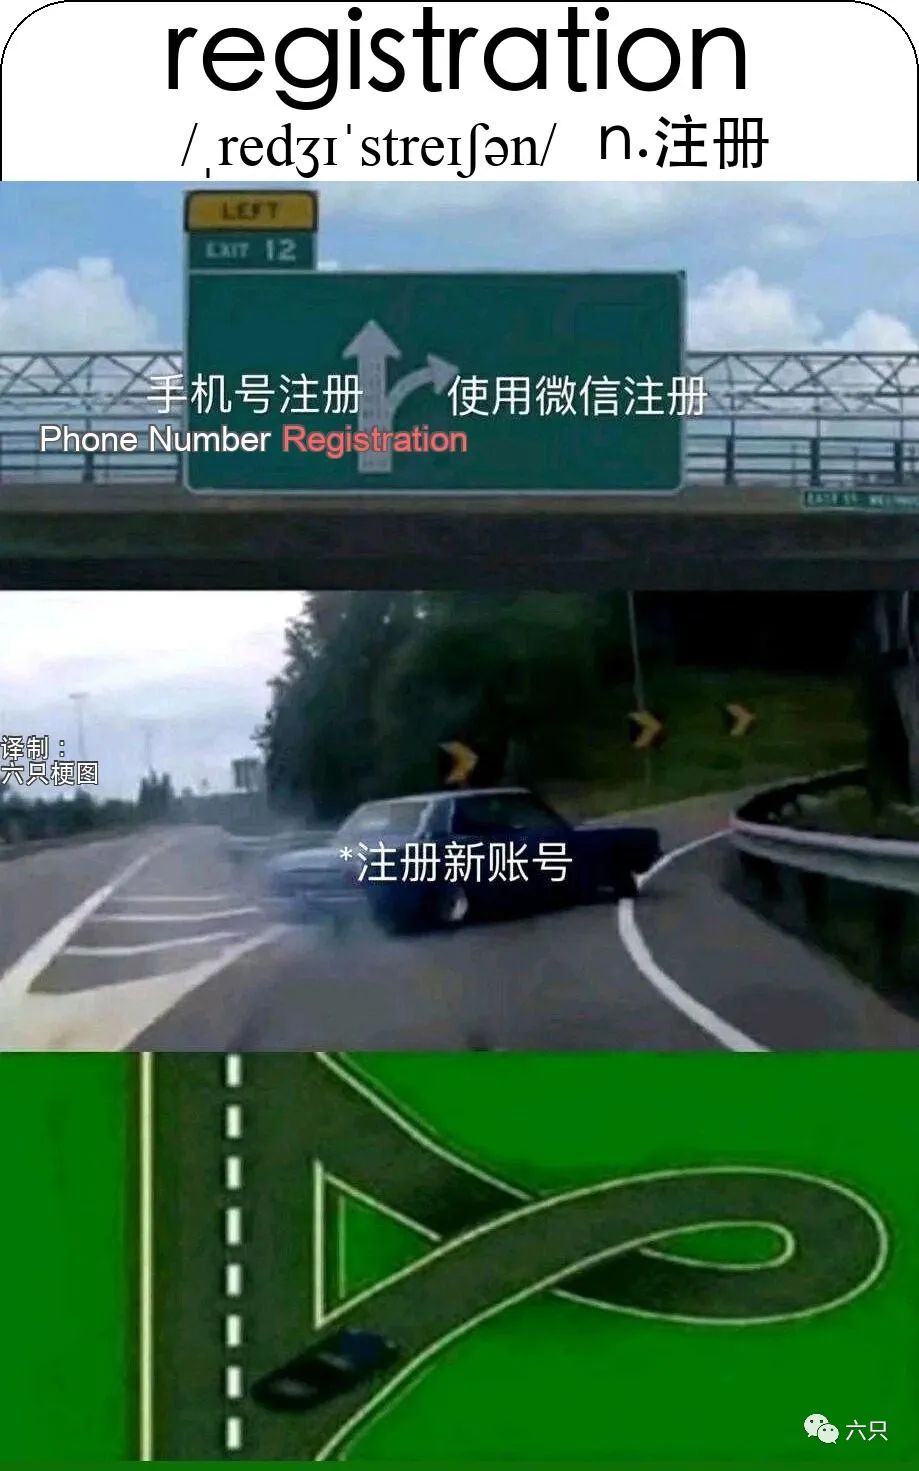 registration
/ˌredʒɪˈstreɪʃən/ n.注册
LEFT
EXIT 12
手机号注册
使用微信注册
Phone Number Registration
译制：
六只梗图
*注册新账号
六只